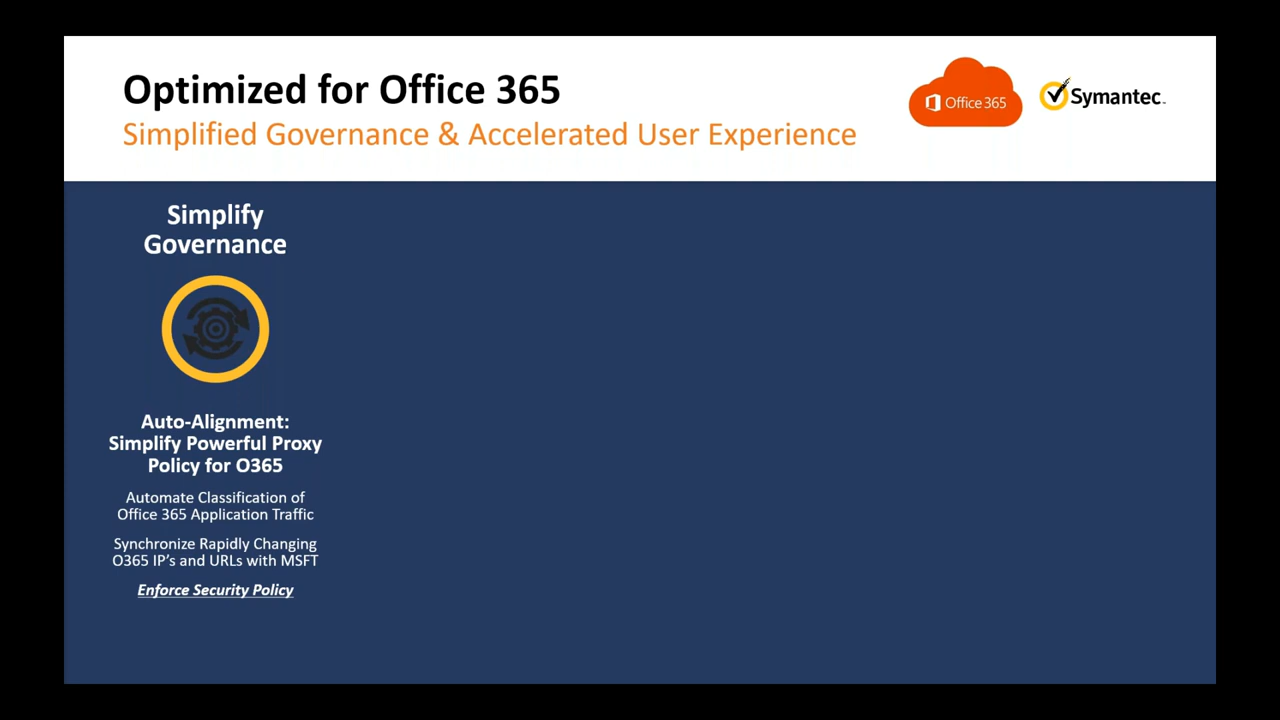 Optimized for Office 365
Simplified Governance & Accelerated User Experience
Office 365
Symantec™
Simplify
Governance
Auto-Alignment:
Simplify Powerful Proxy
Policy for O365
Automate Classification of
Office 365 Application Traffic
Synchronize Rapidly Changing
O365 IP's and URLs with MSFT
Enforce Security Policy